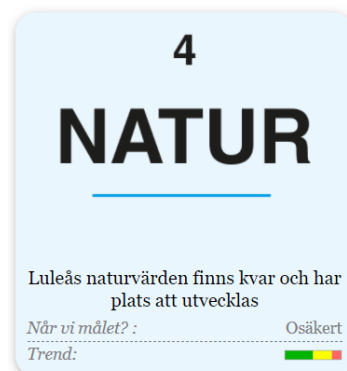 4
NATUR
Luleås naturvärden finns kvar och har
plats att utvecklas
Når vi målet? : Osäkert
Trend: